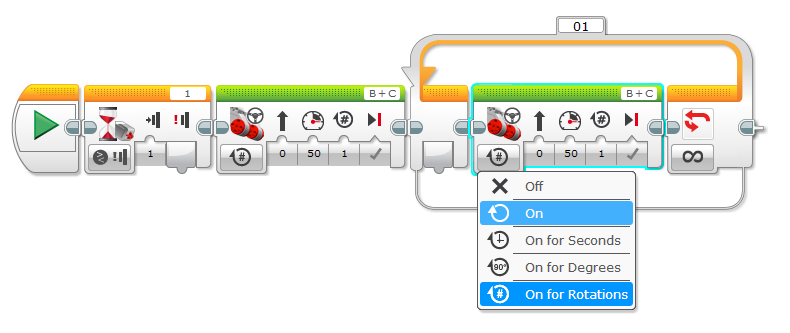 01
1
B + C
B + C
1
0 50 1
0 50 1
Off
On
On for Seconds
90°
On for Degrees
#
On for Rotations